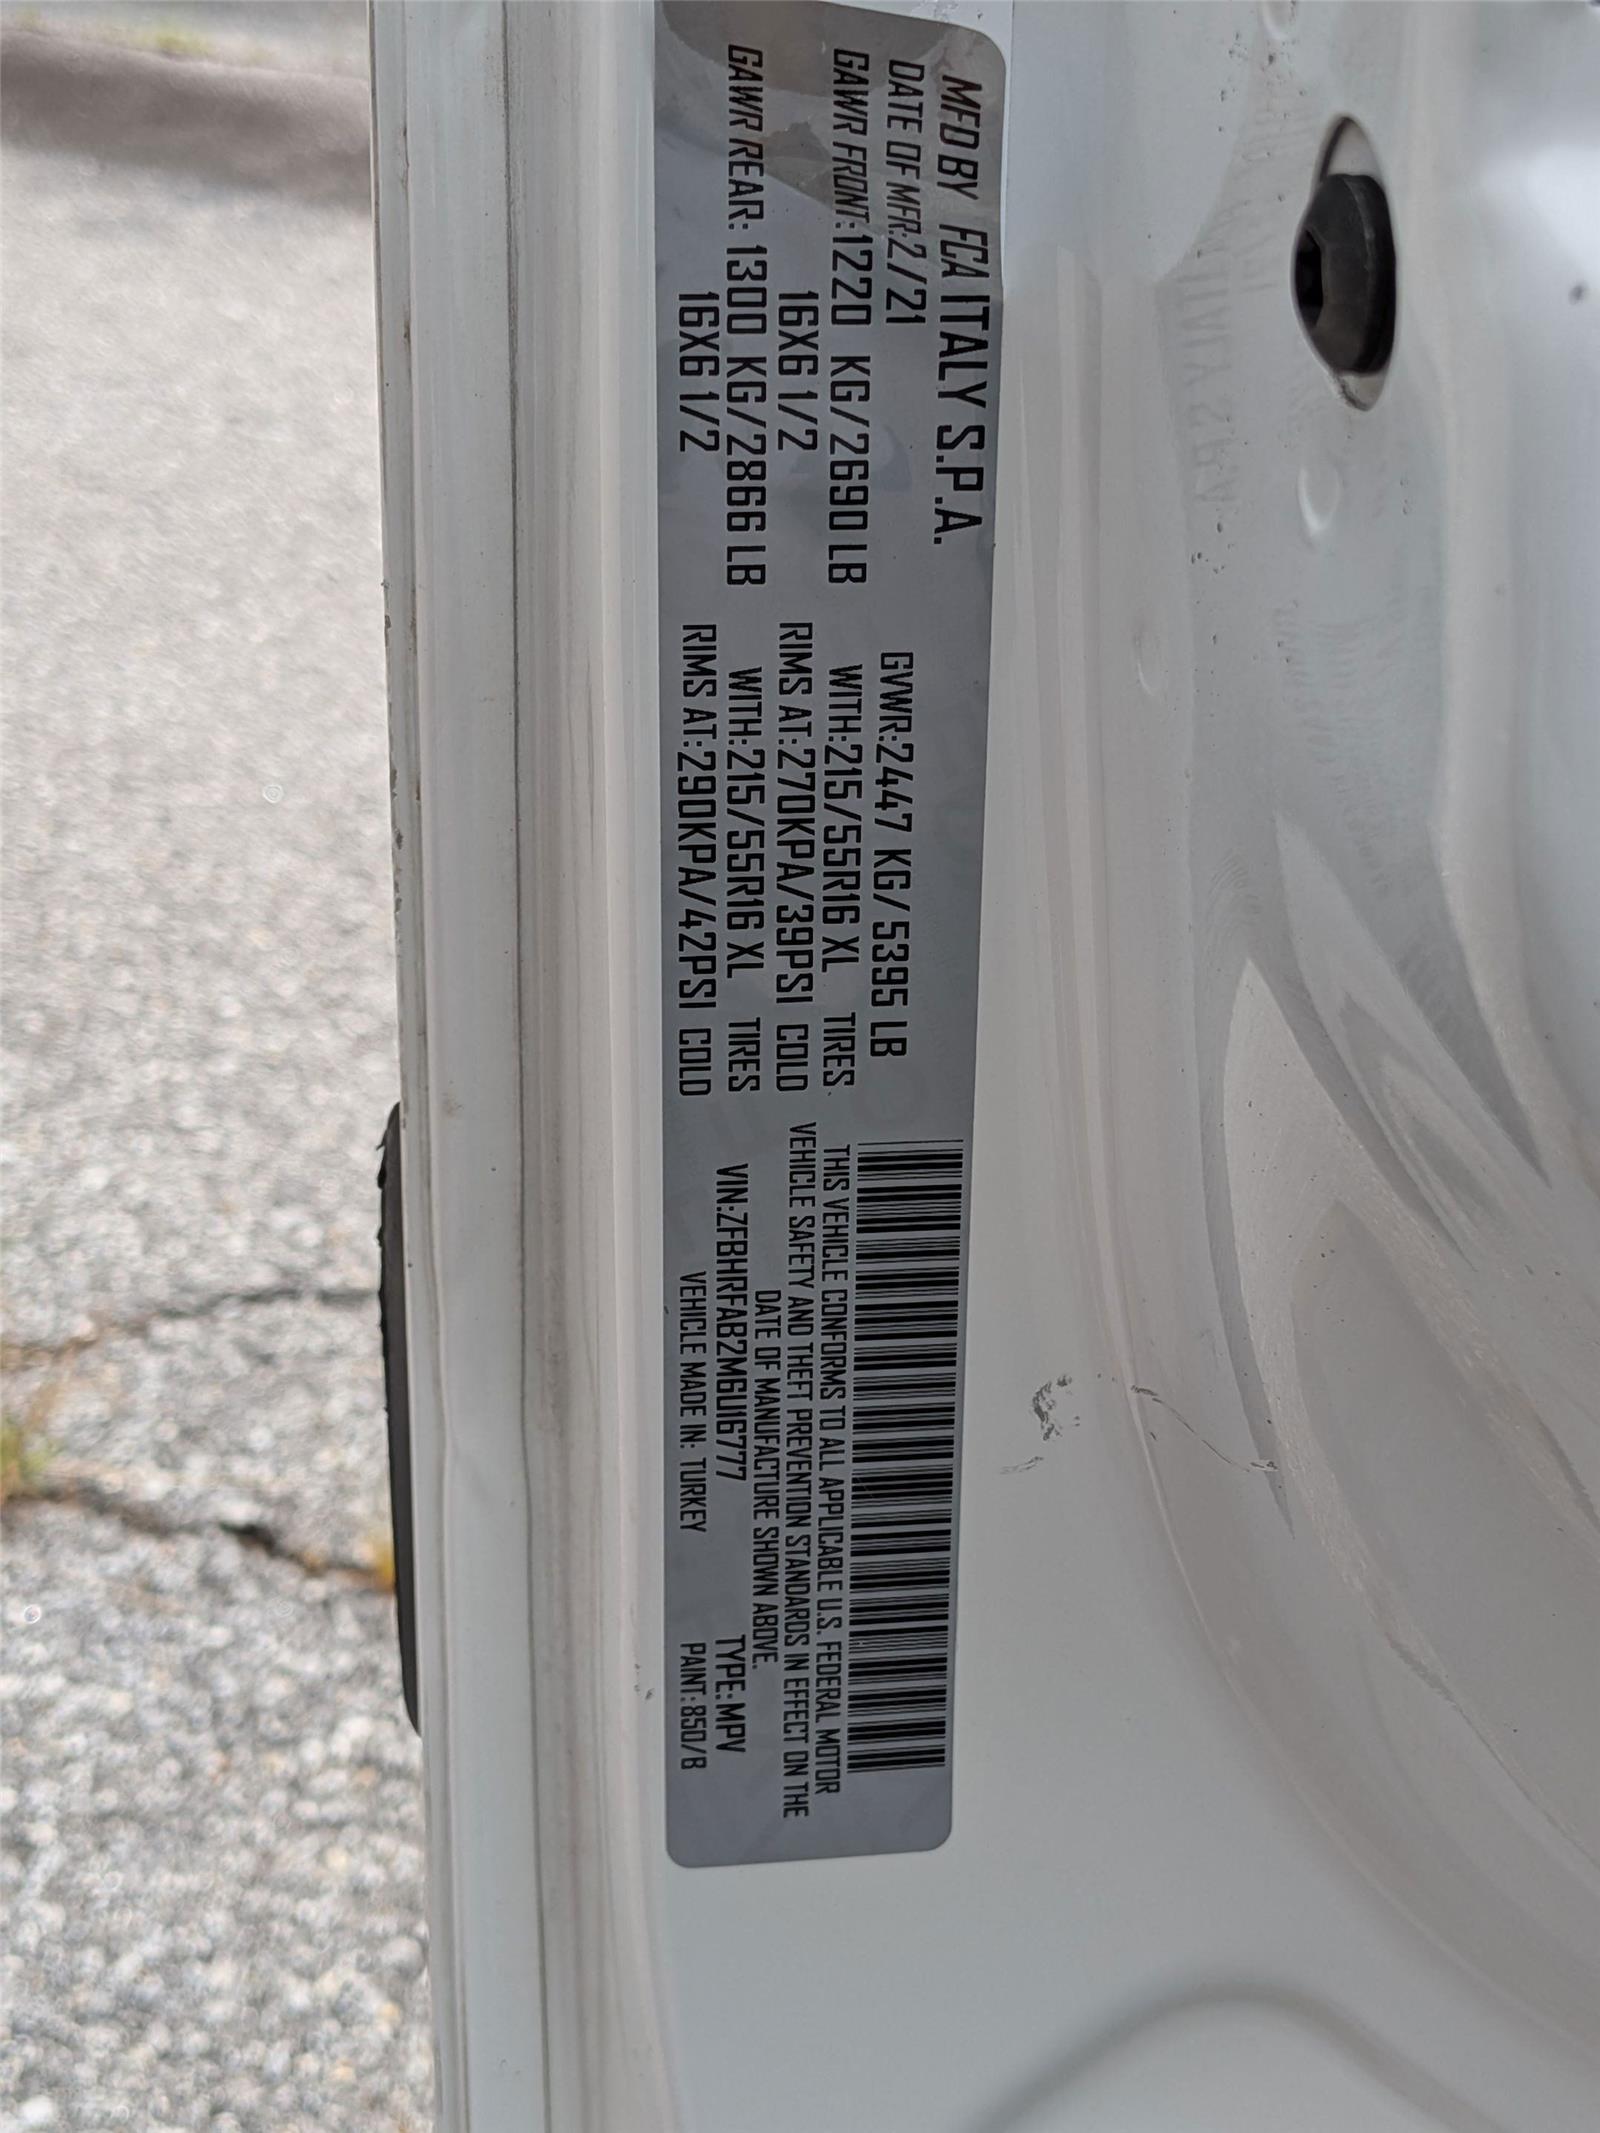 MFD BY FCA ITALY S.P.A.
DATE OF MFR:2/21 GVWR:2447 KG/5395 LB
GAWR FRONT:1220 KG/2690 LB WITH:215/55R16 XL TIRES
16X6 1/2 RIMS AT:270KPA/39PSI COLD
GAWR REAR: 1300 KG/2866 LB WITH:215/55R16 XL TIRES
16X6 1/2 RIMS AT:290KPA/42PSI COLD
THIS VEHICLE CONFORMS TO ALL APPLICABLE U.S. FEDERAL MOTOR
VEHICLE SAFETY AND THEFT PREVENTION STANDARDS IN EFFECT ON THE
DATE OF MANUFACTURE SHOWN ABOVE.
VIN:ZFBHRFAB2M6U16777 TYPE:MPV
VEHICLE MADE IN: TURKEY PAINT:850/B